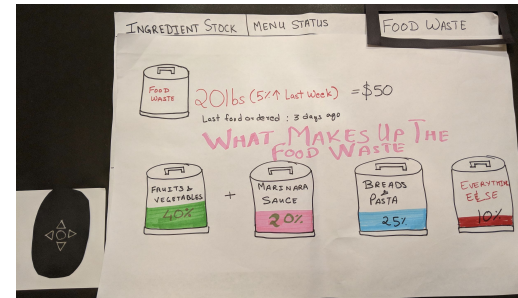 INGREDIENT STOCK MENU STATUS FOOD WASTE
FOOD
WASTE
20lbs (5%↑ Last Week) = $50
Last food ordered : 3 days ago
WHAT MAKES UP THE
FOOD WASTE
FRUITS &
VEGETABLES
40%
+
MARINARA
SAUCE
20%
BREADS
&
PASTA
25%
EVERYTHING
ELSE
10%